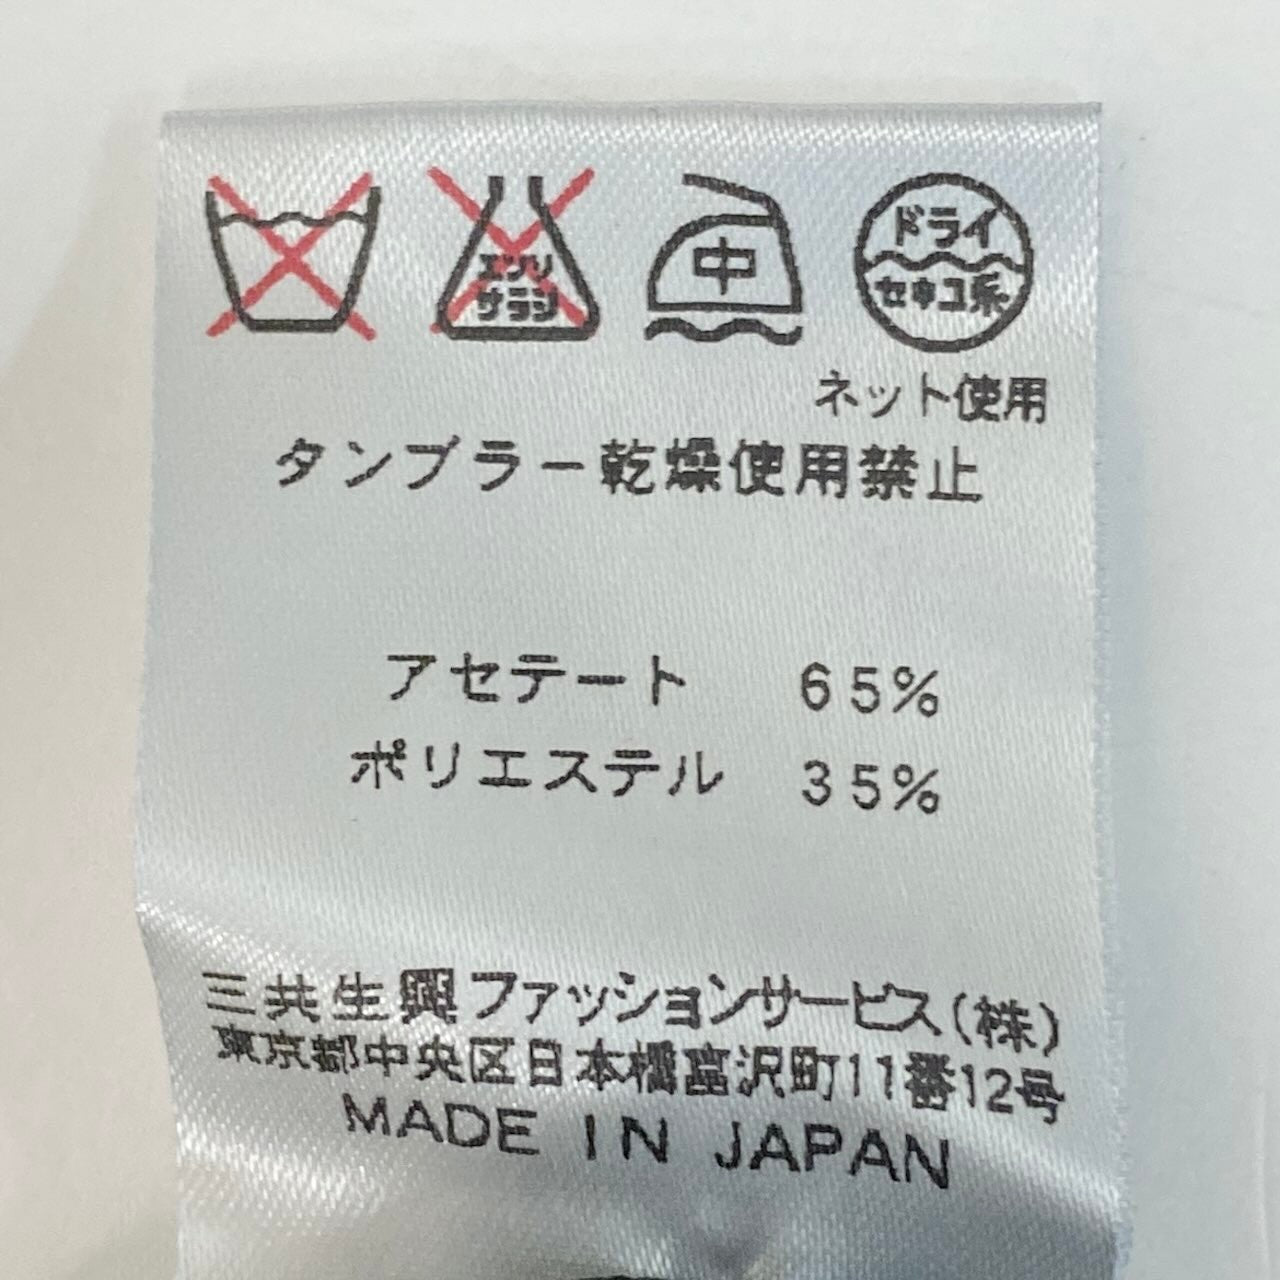 エンソ
サラシ
中
ドライ
セキユ系
ネット使用
タンブラー乾燥使用禁止
アセテート 65%
ポリエステル 35%
三共生興ファッションサービス(株)
東京都中央区日本橋富沢町11番12号
MADE IN JAPAN